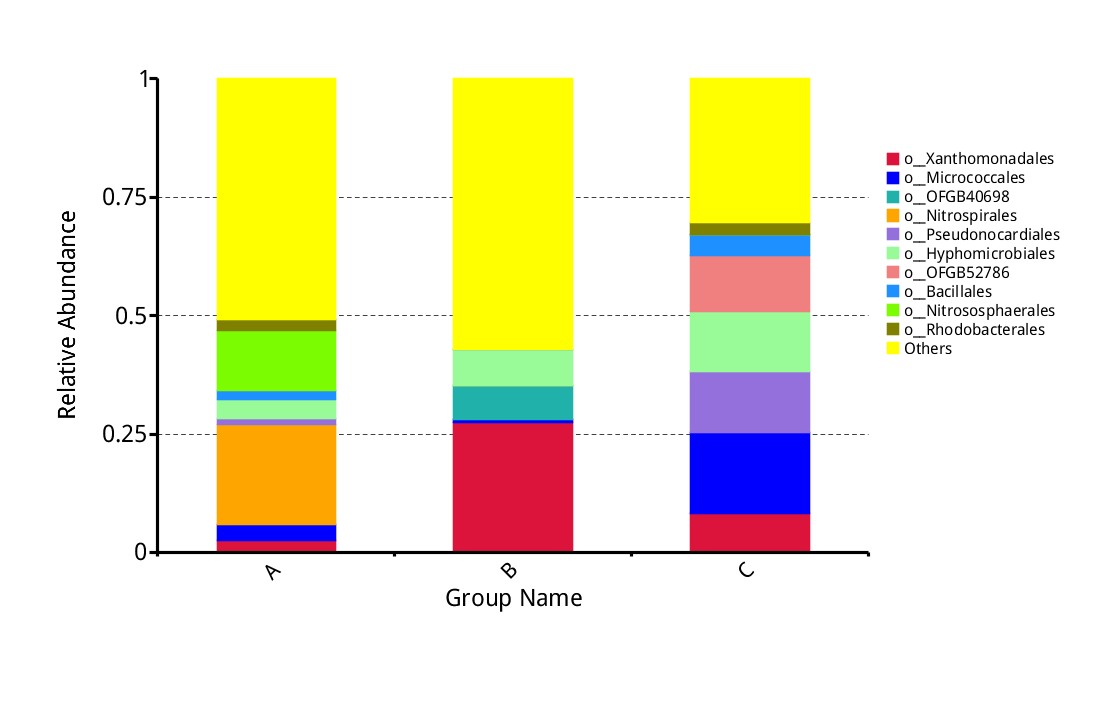 1
0.75
0.5
0.25
0
Relative Abundance
A
B
C
Group Name
o__Xanthomonadales
o__Micrococcales
o__OFGB40698
o__Nitrospirales
o__Pseudonocardiales
o__Hyphomicrobiales
o__OFGB52786
o__Bacillales
o__Nitrososphaerales
o__Rhodobacterales
Others